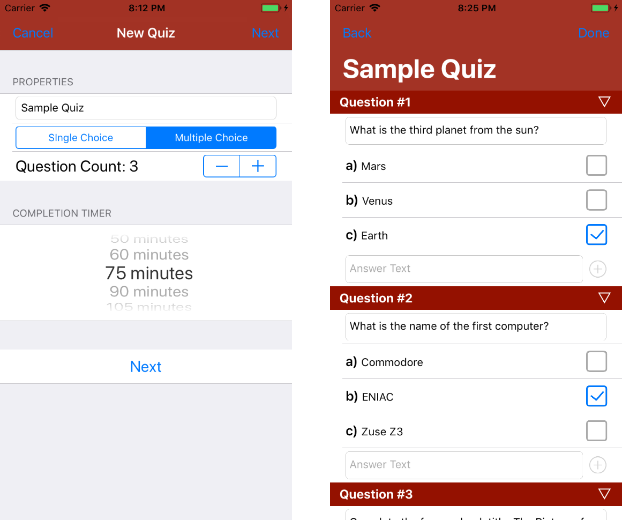 Carrier 8:12 PM
Cancel New Quiz Next
PROPERTIES
Sample Quiz
Single Choice Multiple Choice
Question Count: 3
COMPLETION TIMER
50 minutes
60 minutes
75 minutes
90 minutes
105 minutes
Next
Carrier 8:25 PM
Back Done
Sample Quiz
Question #1
What is the third planet from the sun?
a) Mars
b) Venus
c) Earth
Answer Text
Question #2
What is the name of the first computer?
a) Commodore
b) ENIAC
c) Zuse Z3
Answer Text
Question #3